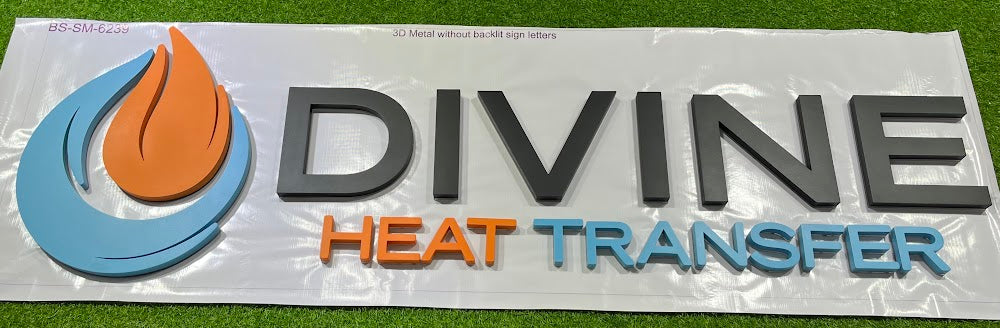 BS-SM-6239
3D Metal without backlit sign letters
DIVINE
HEAT TRANSFER